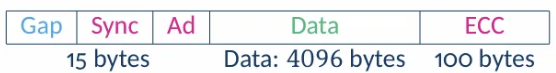 Gap Sync Ad Data ECC
15 bytes Data: 4096 bytes 100 bytes